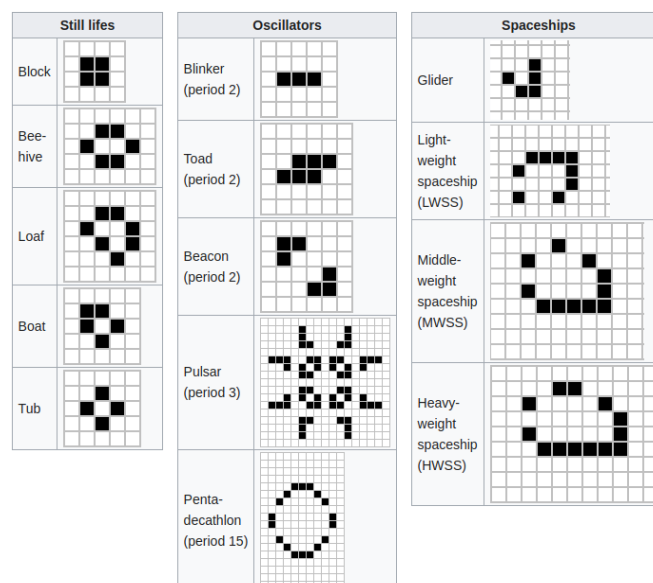 Still lifes
Block
Bee-
hive
Loaf
Boat
Tub
Oscillators
Blinker
(period 2)
Toad
(period 2)
Beacon
(period 2)
Pulsar
(period 3)
Penta-
decathlon
(period 15)
Spaceships
Glider
Light-
weight
spaceship
(LWSS)
Middle-
weight
spaceship
(MWSS)
Heavy-
weight
spaceship
(HWSS)